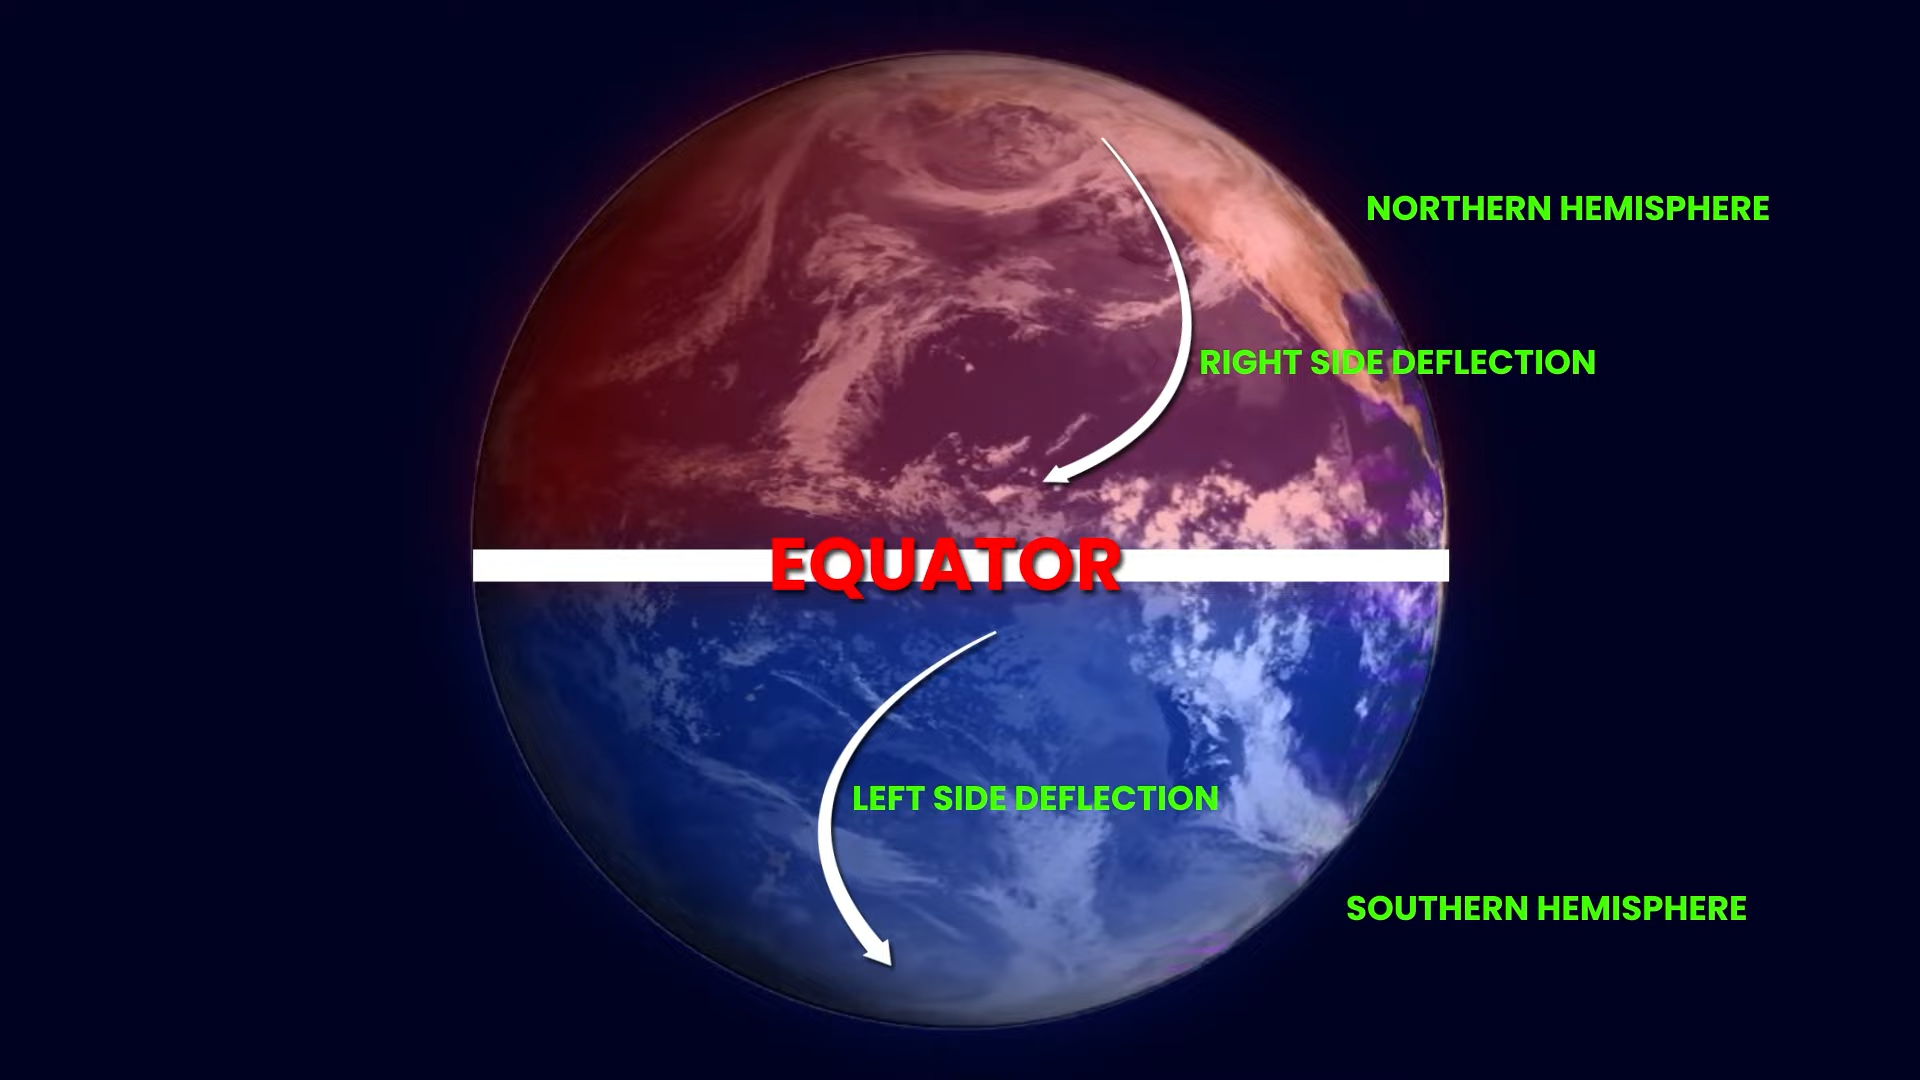 NORTHERN HEMISPHERE
RIGHT SIDE DEFLECTION
EQUATOR
LEFT SIDE DEFLECTION
SOUTHERN HEMISPHERE